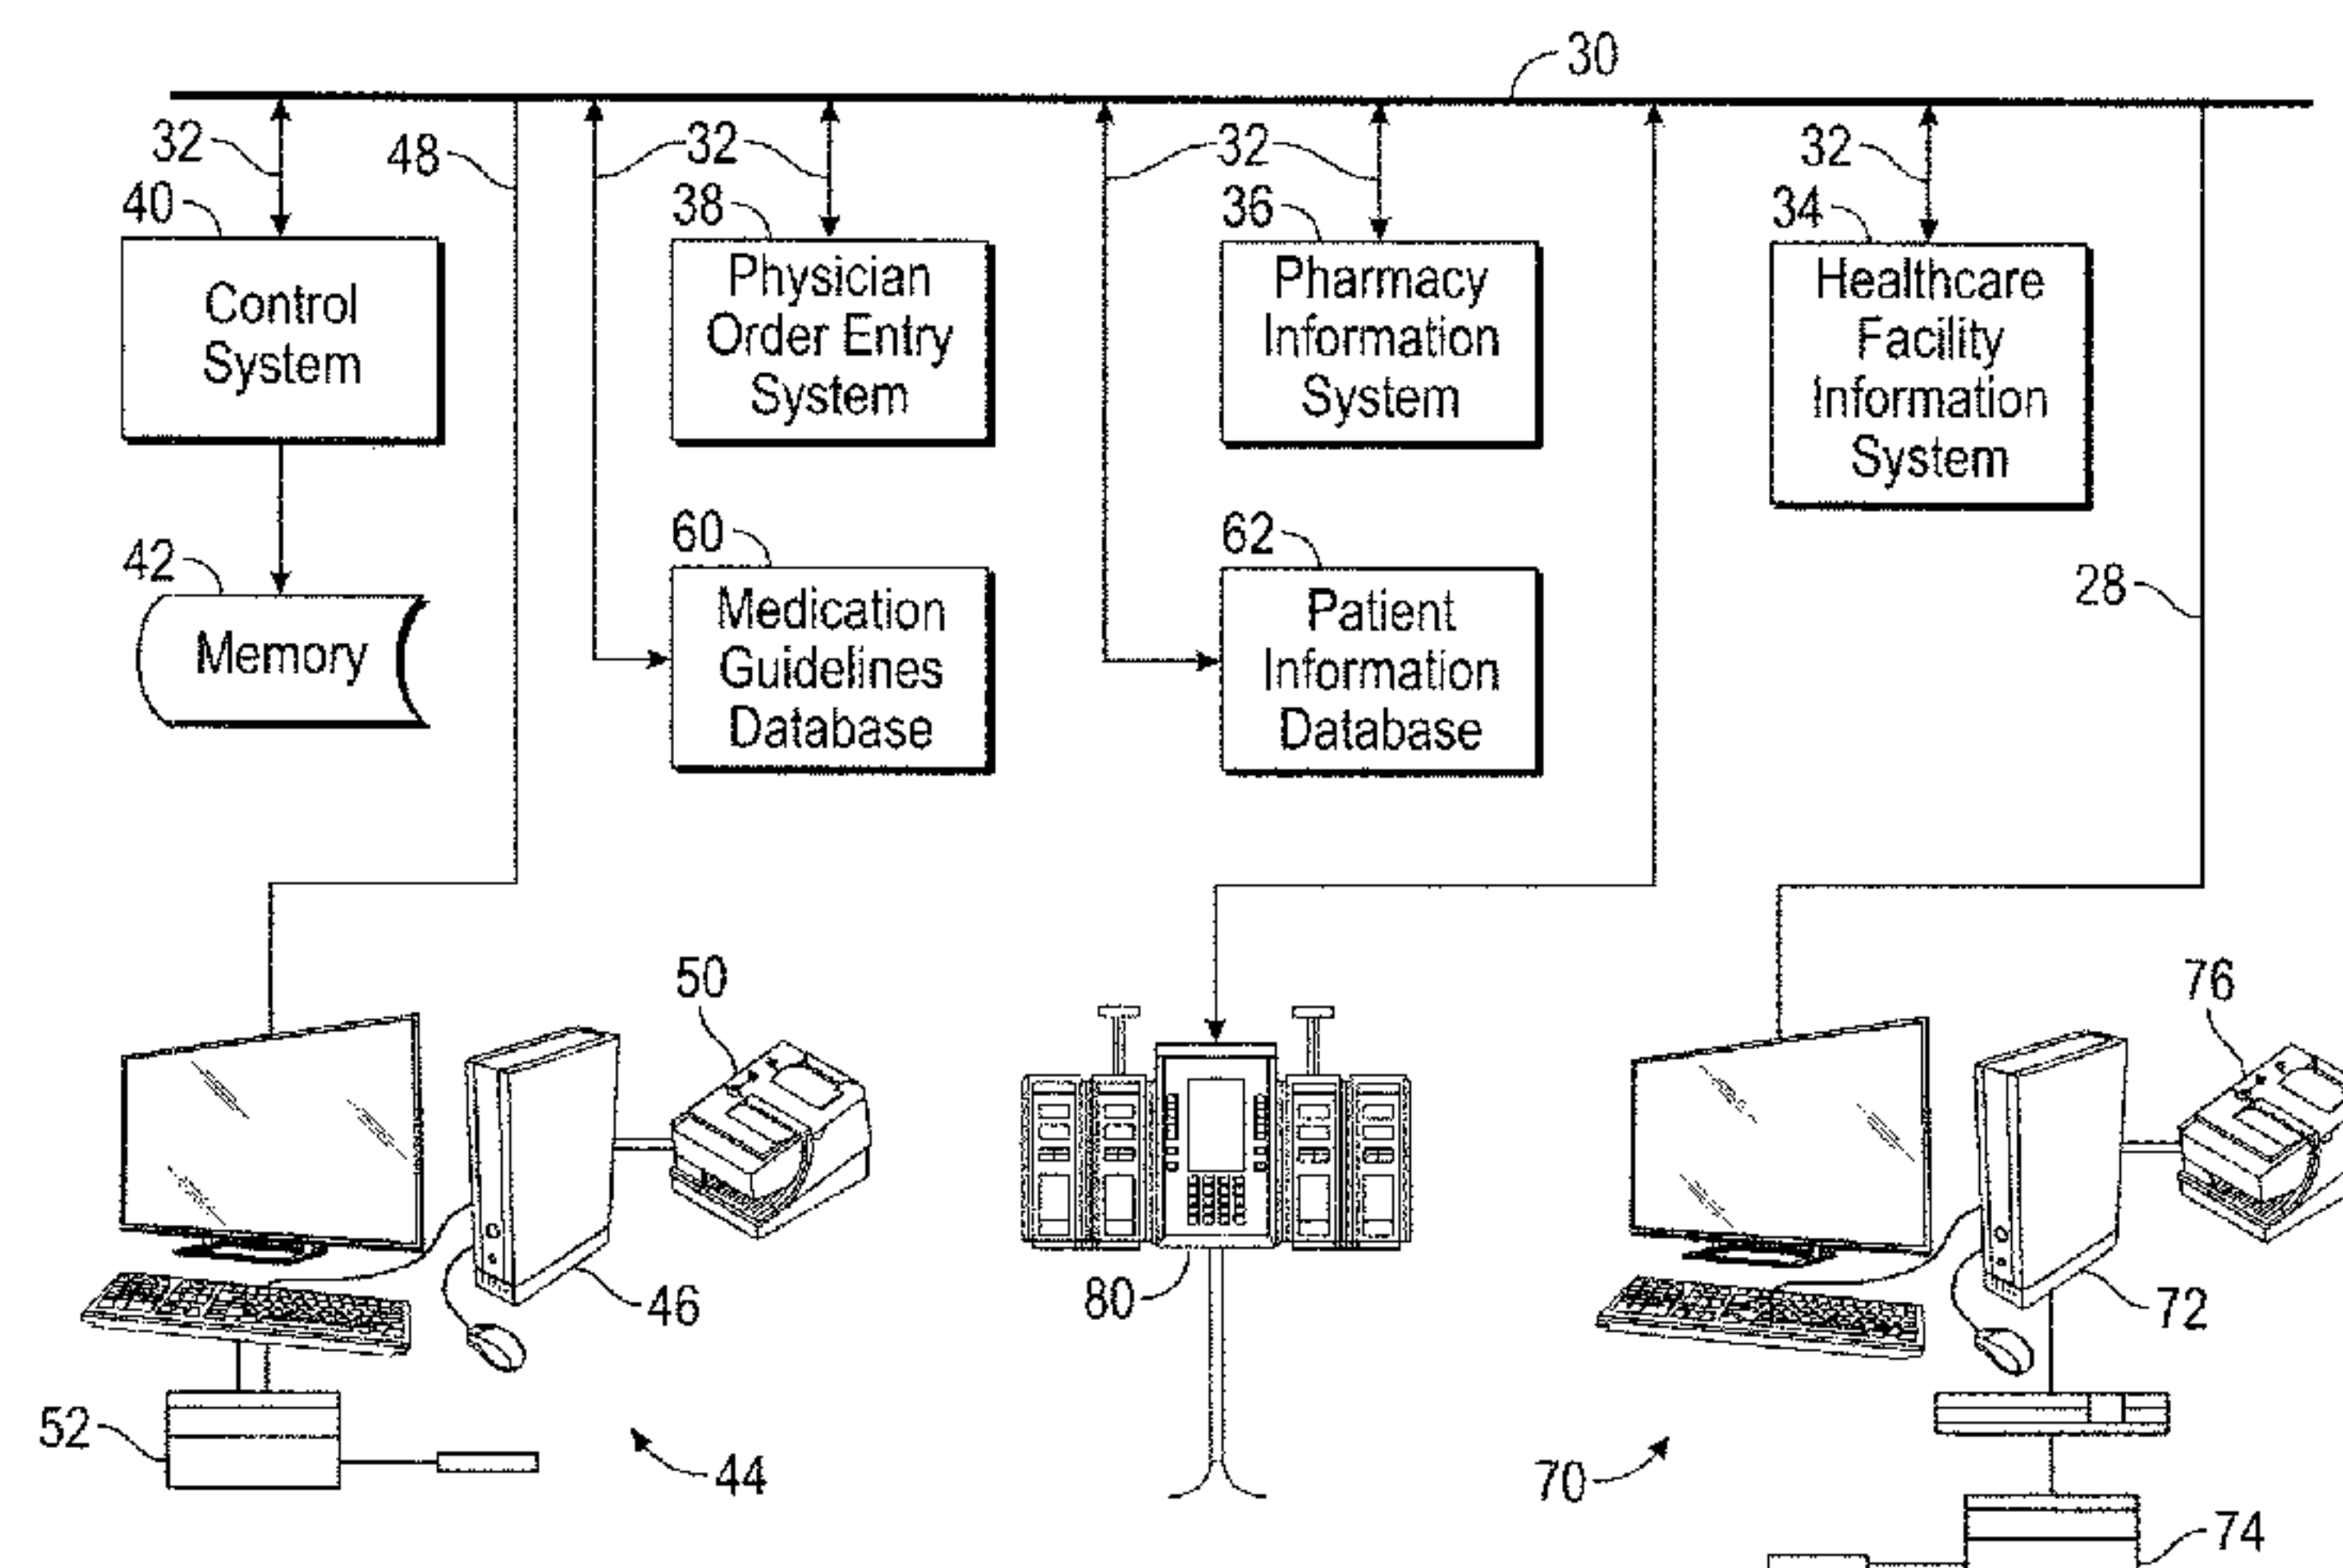 30
32
48
32
32
32
40
38
36
34
Control
System
Physician
Order Entry
System
Pharmacy
Information
System
Healthcare
Facility
Information
System
42
60
62
28
Memory
Medication
Guidelines
Database
Patient
Information
Database
50
76
46
80
72
52
44
70
74